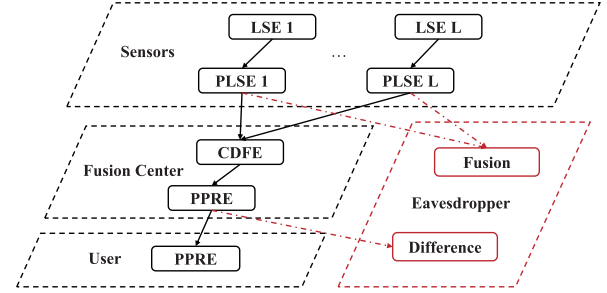 LSE 1
LSE L
Sensors
...
PLSE 1
PLSE L
CDFE
Fusion
Fusion Center
PPRE
Eavesdropper
Difference
User
PPRE